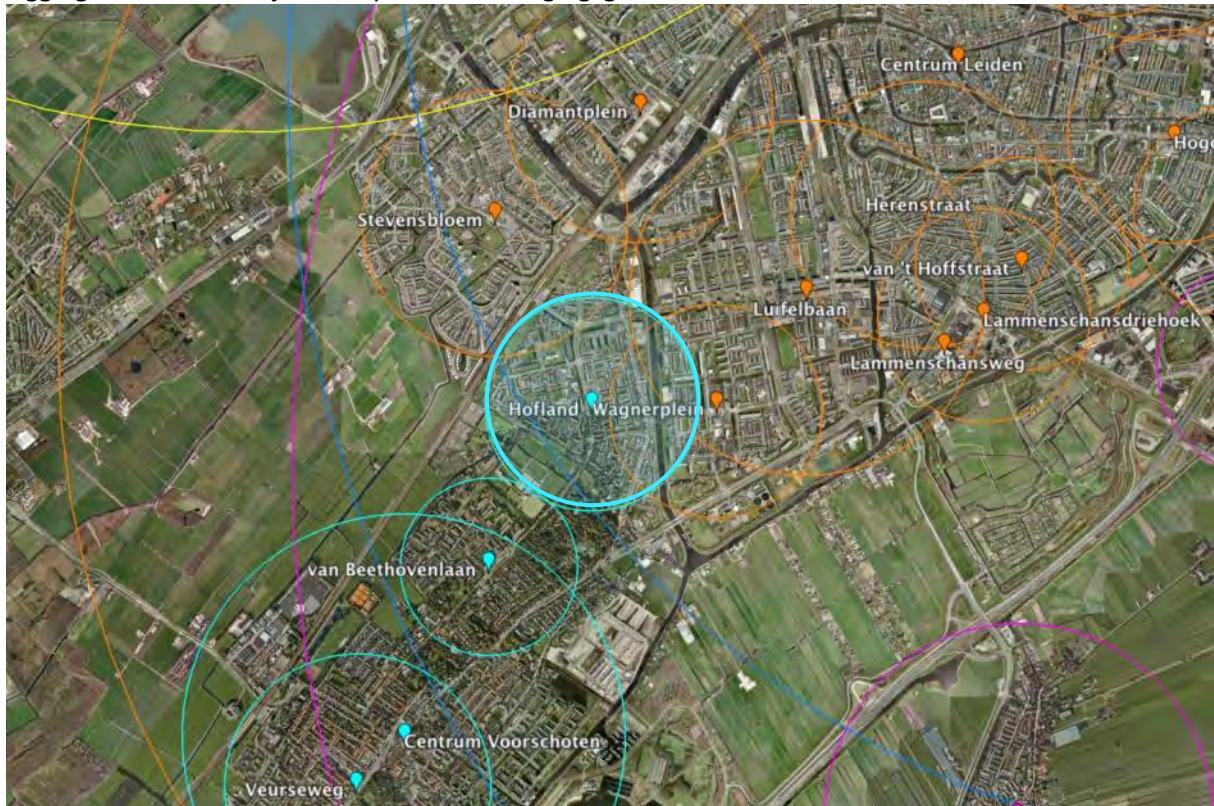 Centrum Leiden
Diamantplein
Hoge
Stevensbloem
Herenstraat
van 't Hoffstraat
Luifelbaan
Lammenschansdriehoek
Lammenschansweg
Hofland Wagnerplein
van Beethovenlaan
Centrum Voorschoten
Veurseweg